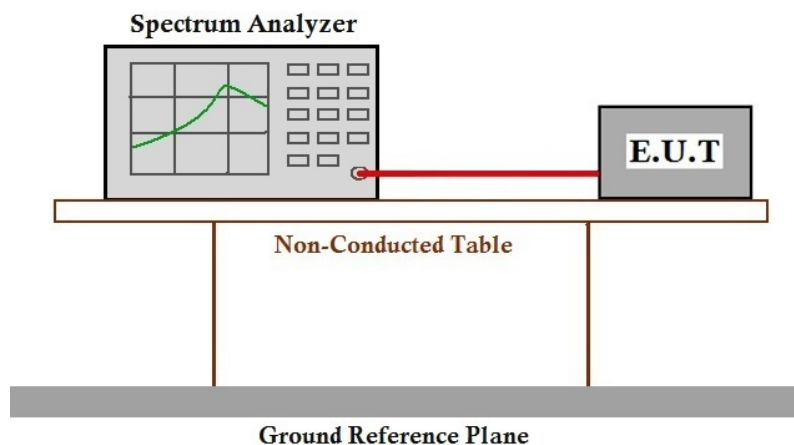 Spectrum Analyzer
E.U.T
Non-Conducted Table
Ground Reference Plane